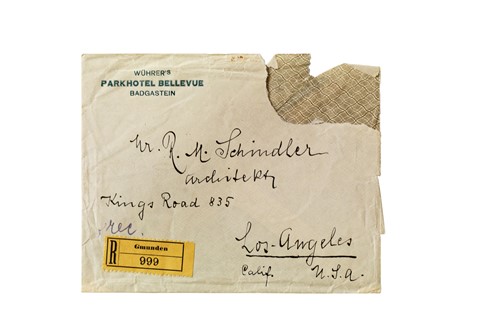 WÜHRER'S
PARKHOTEL BELLEVUE
BADGASTEIN
Mr. R. M. Schindler
Architekt
Kings Road 835
rec.
Los-Angeles
Calif. U.S.A.
R
Gmunden
999